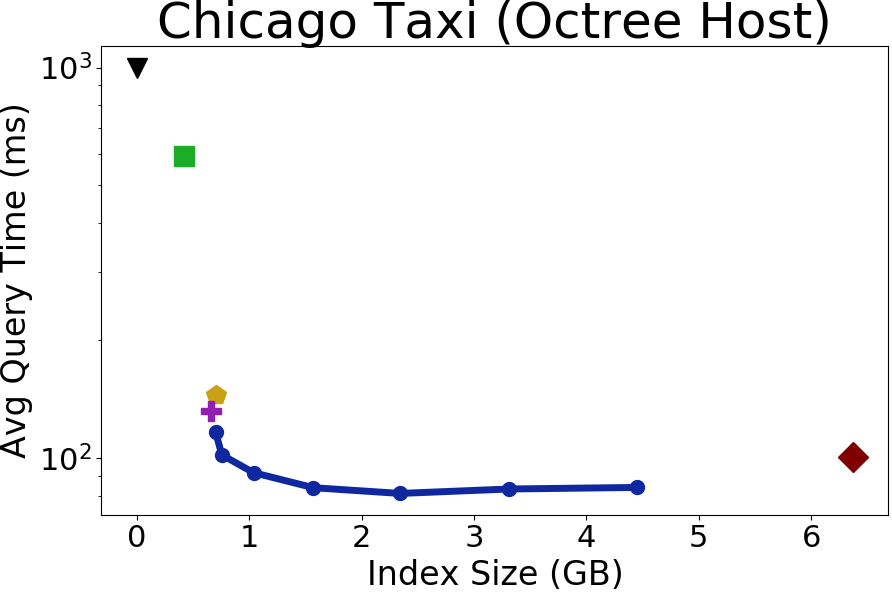 Chicago Taxi (Octree Host)
10³
10²
Avg Query Time (ms)
0 1 2 3 4 5 6
Index Size (GB)